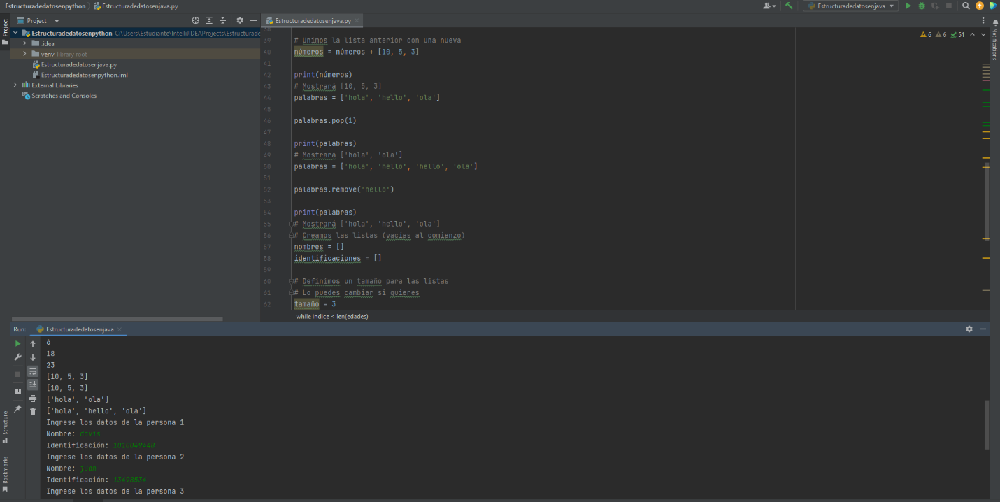 Estructuradedatosenpython Estructuradedatosenjava.py
Estructuradedatosenjava
Project
Project
Estructuradedatosenpython C:\Users\Estudiante\IntelliJIDEAProjects\Estructurade
.idea
venv library root
Estructuradedatosenjava.py
Estructuradedatosenpython.iml
External Libraries
Scratches and Consoles
Estructuradedatosenjava.py
6 6 51
Notifications
38
39 # Unimos la lista anterior con una nueva
40 números = números + [10, 5, 3]
41
42 print(números)
43 # Mostrará [10, 5, 3]
44 palabras = ['hola', 'hello', 'ola']
45
46 palabras.pop(1)
47
48 print(palabras)
49 # Mostrará ['hola', 'ola']
50 palabras = ['hola', 'hello', 'hello', 'ola']
51
52 palabras.remove('hello')
53
54 print(palabras)
55 # Mostrará ['hola', 'hello', 'ola']
56 # Creamos las listas (vacias al comienzo)
57 nombres = []
58 identificaciones = []
59
60 # Definimos un tamaño para las listas
61 # Lo puedes cambiar si quieres
62 tamaño = 3
while indice < len(edades)
Run: Estructuradedatosenjava
6
18
23
[10, 5, 3]
[10, 5, 3]
['hola', 'ola']
['hola', 'hello', 'ola']
Ingrese los datos de la persona 1
Nombre: davis
Identificación: 1010049448
Ingrese los datos de la persona 2
Nombre: juan
Identificación: 13498534
Ingrese los datos de la persona 3
Structure
Bookmarks